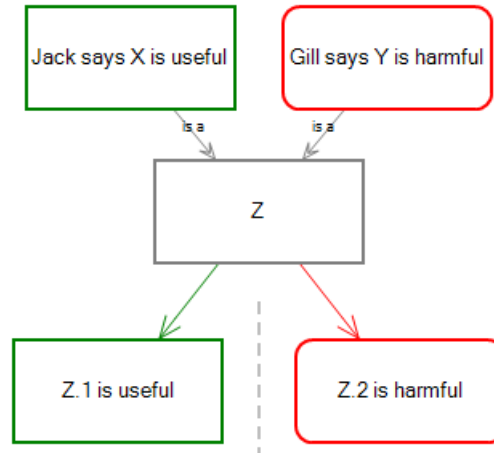 Jack says X is useful
Gill says Y is harmful
is a
is a
Z
Z.1 is useful
Z.2 is harmful